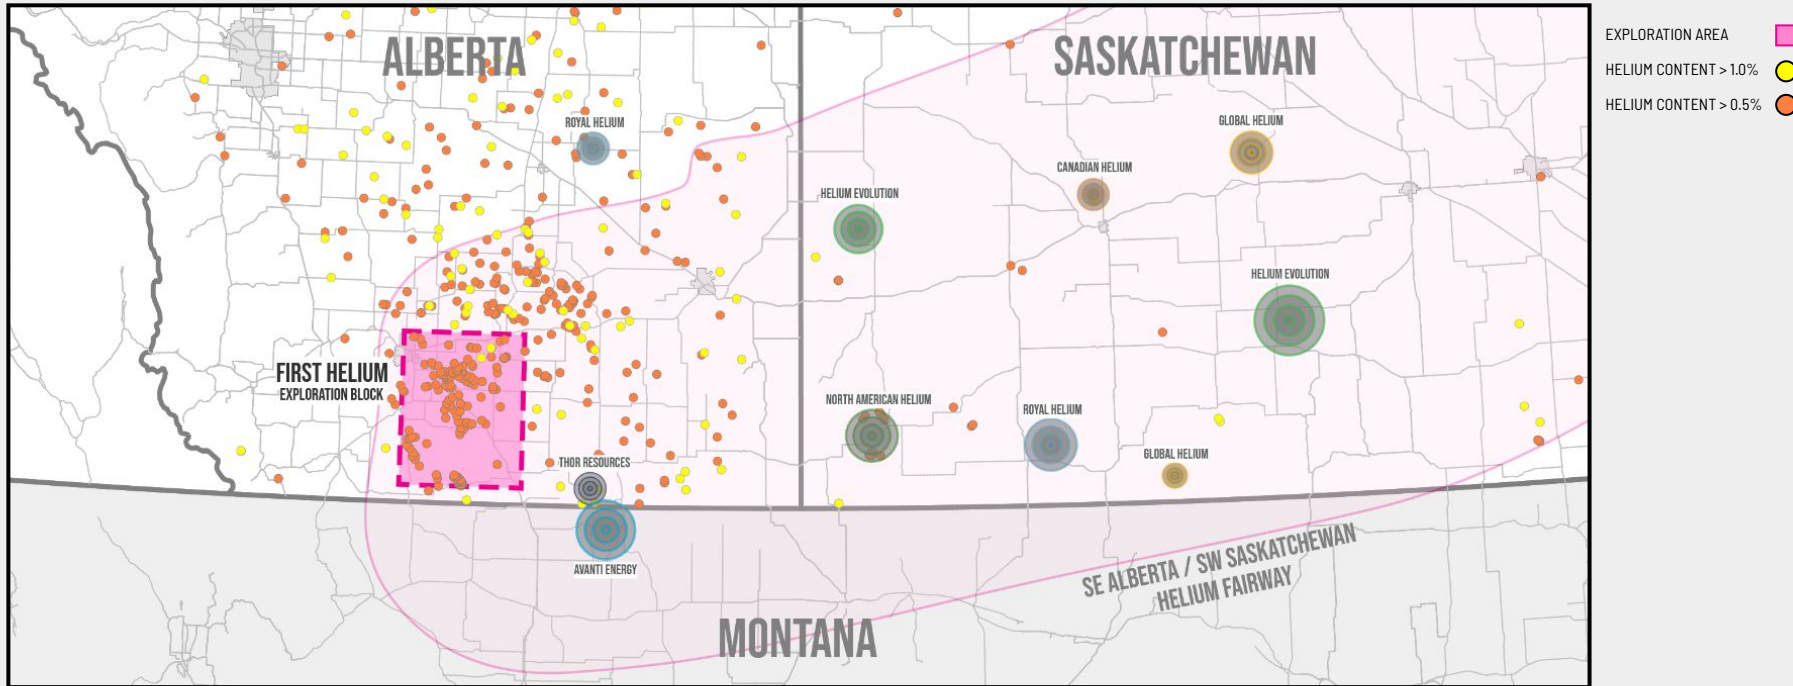 ALBERTA
SASKATCHEWAN
EXPLORATION AREA
HELIUM CONTENT > 1.0%
HELIUM CONTENT > 0.5%
ROYAL HELIUM
GLOBAL HELIUM
CANADIAN HELIUM
HELIUM EVOLUTION
HELIUM EVOLUTION
FIRST HELIUM
EXPLORATION BLOCK
NORTH AMERICAN HELIUM
ROYAL HELIUM
GLOBAL HELIUM
THOR RESOURCES
AVANTI ENERGY
SE ALBERTA / SW SASKATCHEWAN
HELIUM FAIRWAY
MONTANA